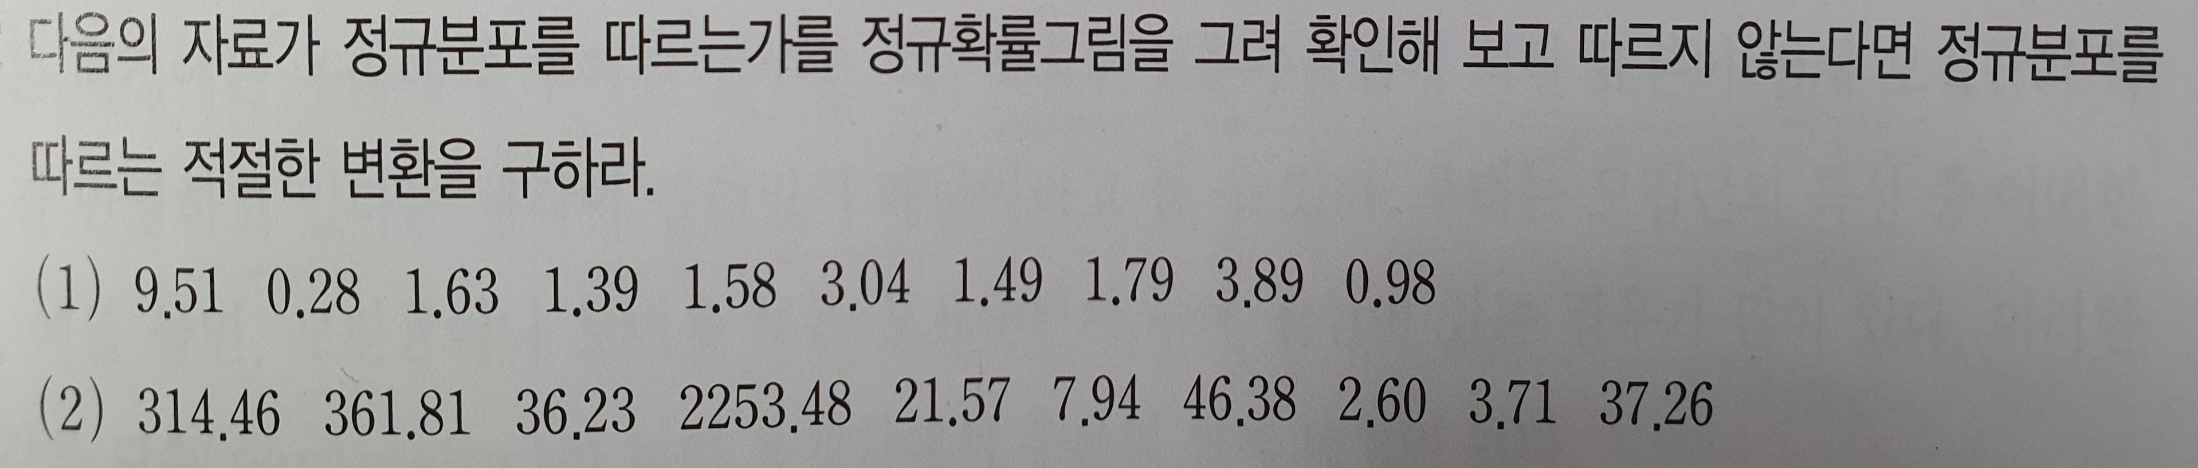 다음의 자료가 정규분포를 따르는가를 정규확률그림을 그려 확인해 보고 따르지 않는다면 정규분포를
따르는 적절한 변환을 구하라.
(1) 9.51 0.28 1.63 1.39 1.58 3.04 1.49 1.79 3.89 0.98
(2) 314.46 361.81 36.23 2253.48 21.57 7.94 46.38 2.60 3.71 37.26